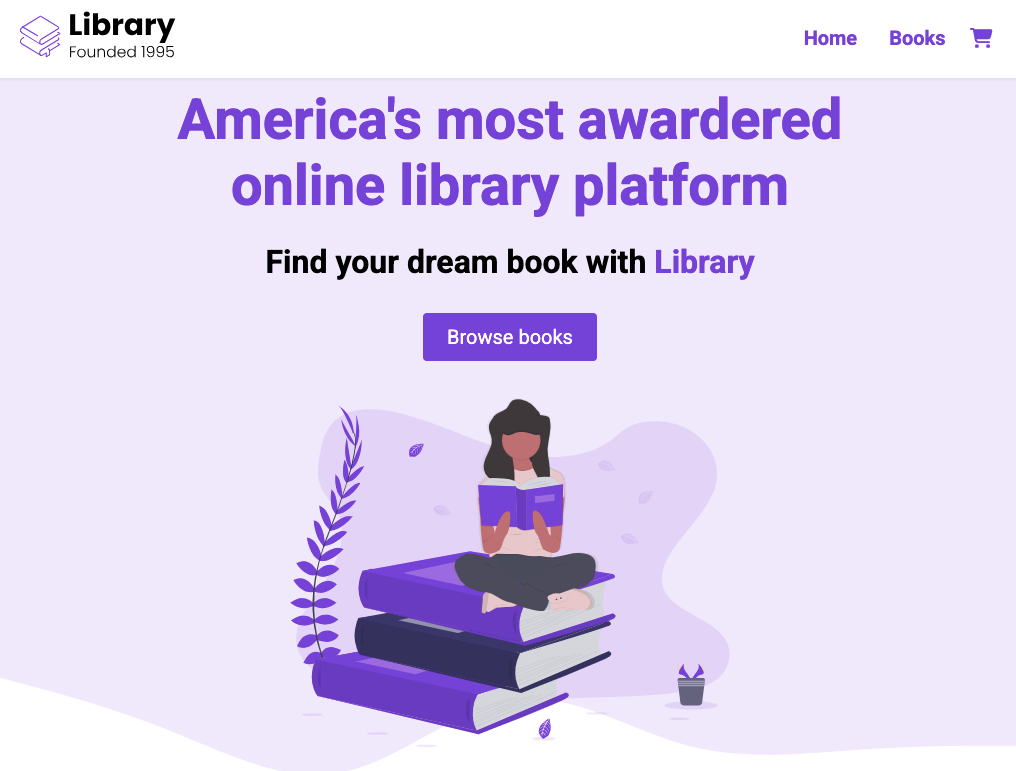 Library
Founded 1995
Home
Books
America's most awardered
online library platform
Find your dream book with Library
Browse books